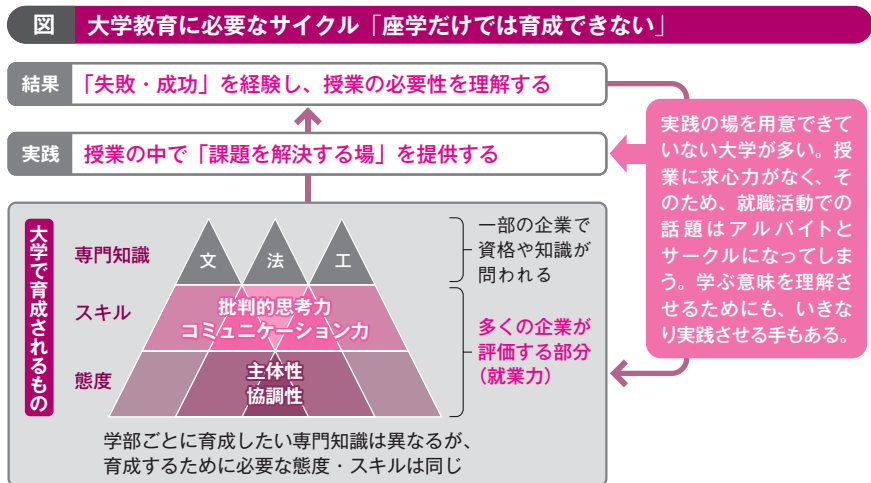 図 大学教育に必要なサイクル「座学だけでは育成できない」
結果 「失敗・成功」を経験し、授業の必要性を理解する
実践 授業の中で「課題を解決する場」を提供する
実践の場を用意できて
いない大学が多い。授
業に求心力がなく、そ
のため、就職活動での
話題はアルバイトと
サークルになってしま
う。学ぶ意味を理解さ
せるためにも、いきな
り実践させる手もある。
大学で育成されるもの
専門知識
文 法 工
一部の企業で
資格や知識が
問われる
スキル
批判的思考力
コミュニケーション力
態度
主体性
協調性
多くの企業が
評価する部分
(就業力)
学部ごとに育成したい専門知識は異なるが、
育成するために必要な態度・スキルは同じ